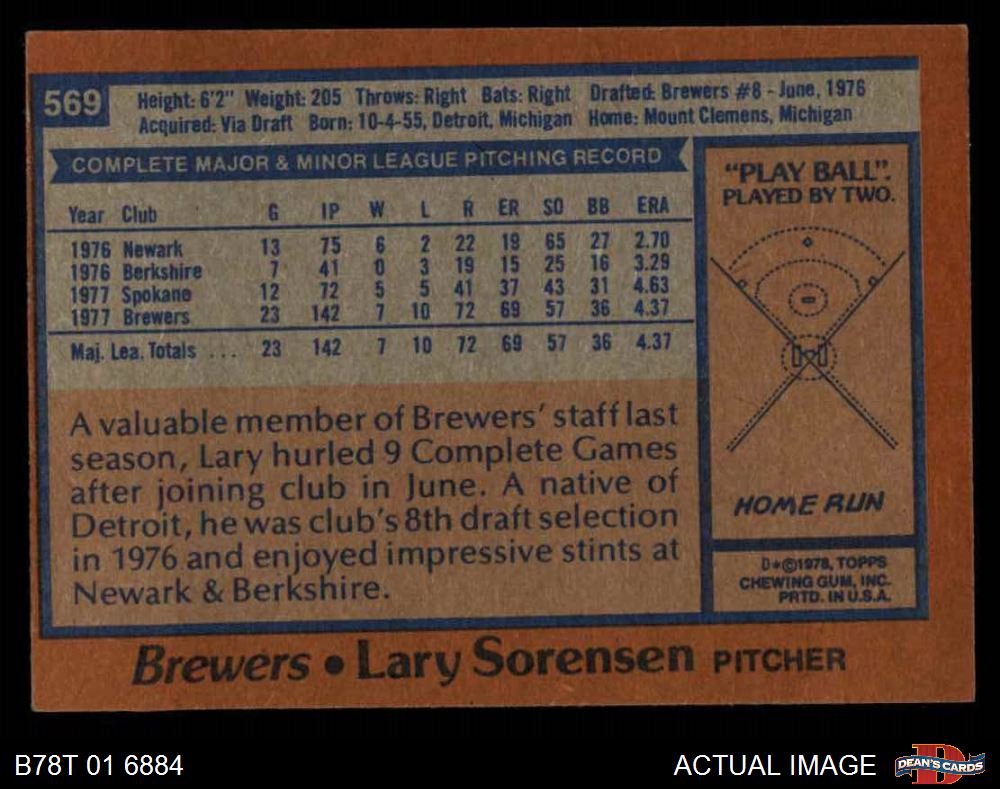 569
Height: 6'2" Weight: 205 Throws: Right Bats: Right Drafted: Brewers #8 - June, 1976
Acquired: Via Draft Born: 10-4-55, Detroit, Michigan Home: Mount Clemens, Michigan
COMPLETE MAJOR & MINOR LEAGUE PITCHING RECORD
Year Club G IP W L R ER SO BB ERA
1976 Newark 13 75 6 2 22 19 65 27 2.70
1976 Berkshire 7 41 0 3 19 15 25 16 3.29
1977 Spokane 12 72 5 5 41 37 43 31 4.63
1977 Brewers 23 142 7 10 72 69 57 36 4.37
Maj. Lea. Totals ... 23 142 7 10 72 69 57 36 4.37
A valuable member of Brewers' staff last
season, Lary hurled 9 Complete Games
after joining club in June. A native of
Detroit, he was club's 8th draft selection
in 1976 and enjoyed impressive stints at
Newark & Berkshire.
"PLAY BALL".
PLAYED BY TWO.
HOME RUN
D*©1978, TOPPS
CHEWING GUM, INC.
PRTD. IN U.S.A.
Brewers • Lary Sorensen PITCHER
B78T 01 6884
ACTUAL IMAGE
D
DEAN'S CARDS